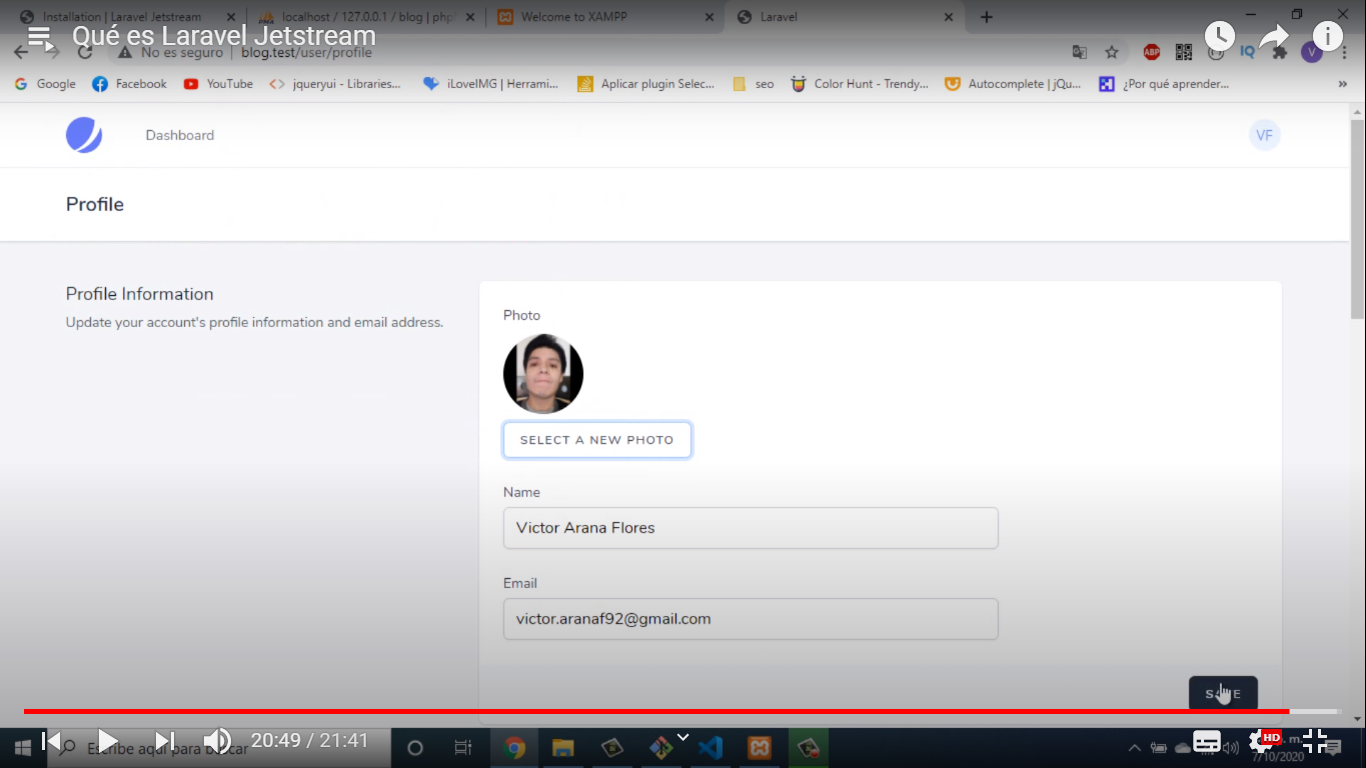 Installation | Laravel Jetstream
localhost / 127.0.0.1 / blog | php
Welcome to XAMPP
Laravel
Qué es Laravel Jetstream
No es seguro | blog.test/user/profile
ABP
IQ
V
Google
Facebook
YouTube
jqueryui - Libraries...
iLoveIMG | Herrami...
Aplicar plugin Selec...
seo
Color Hunt - Trendy...
Autocomplete | jQu...
¿Por qué aprender...
»
Dashboard
VF
Profile
Profile Information
Update your account's profile information and email address.
Photo
SELECT A NEW PHOTO
Name
Victor Arana Flores
Email
victor.aranaf92@gmail.com
SAVE
Escribe aquí para buscar
20:49 / 21:41
HD
. m.
7/10/2020